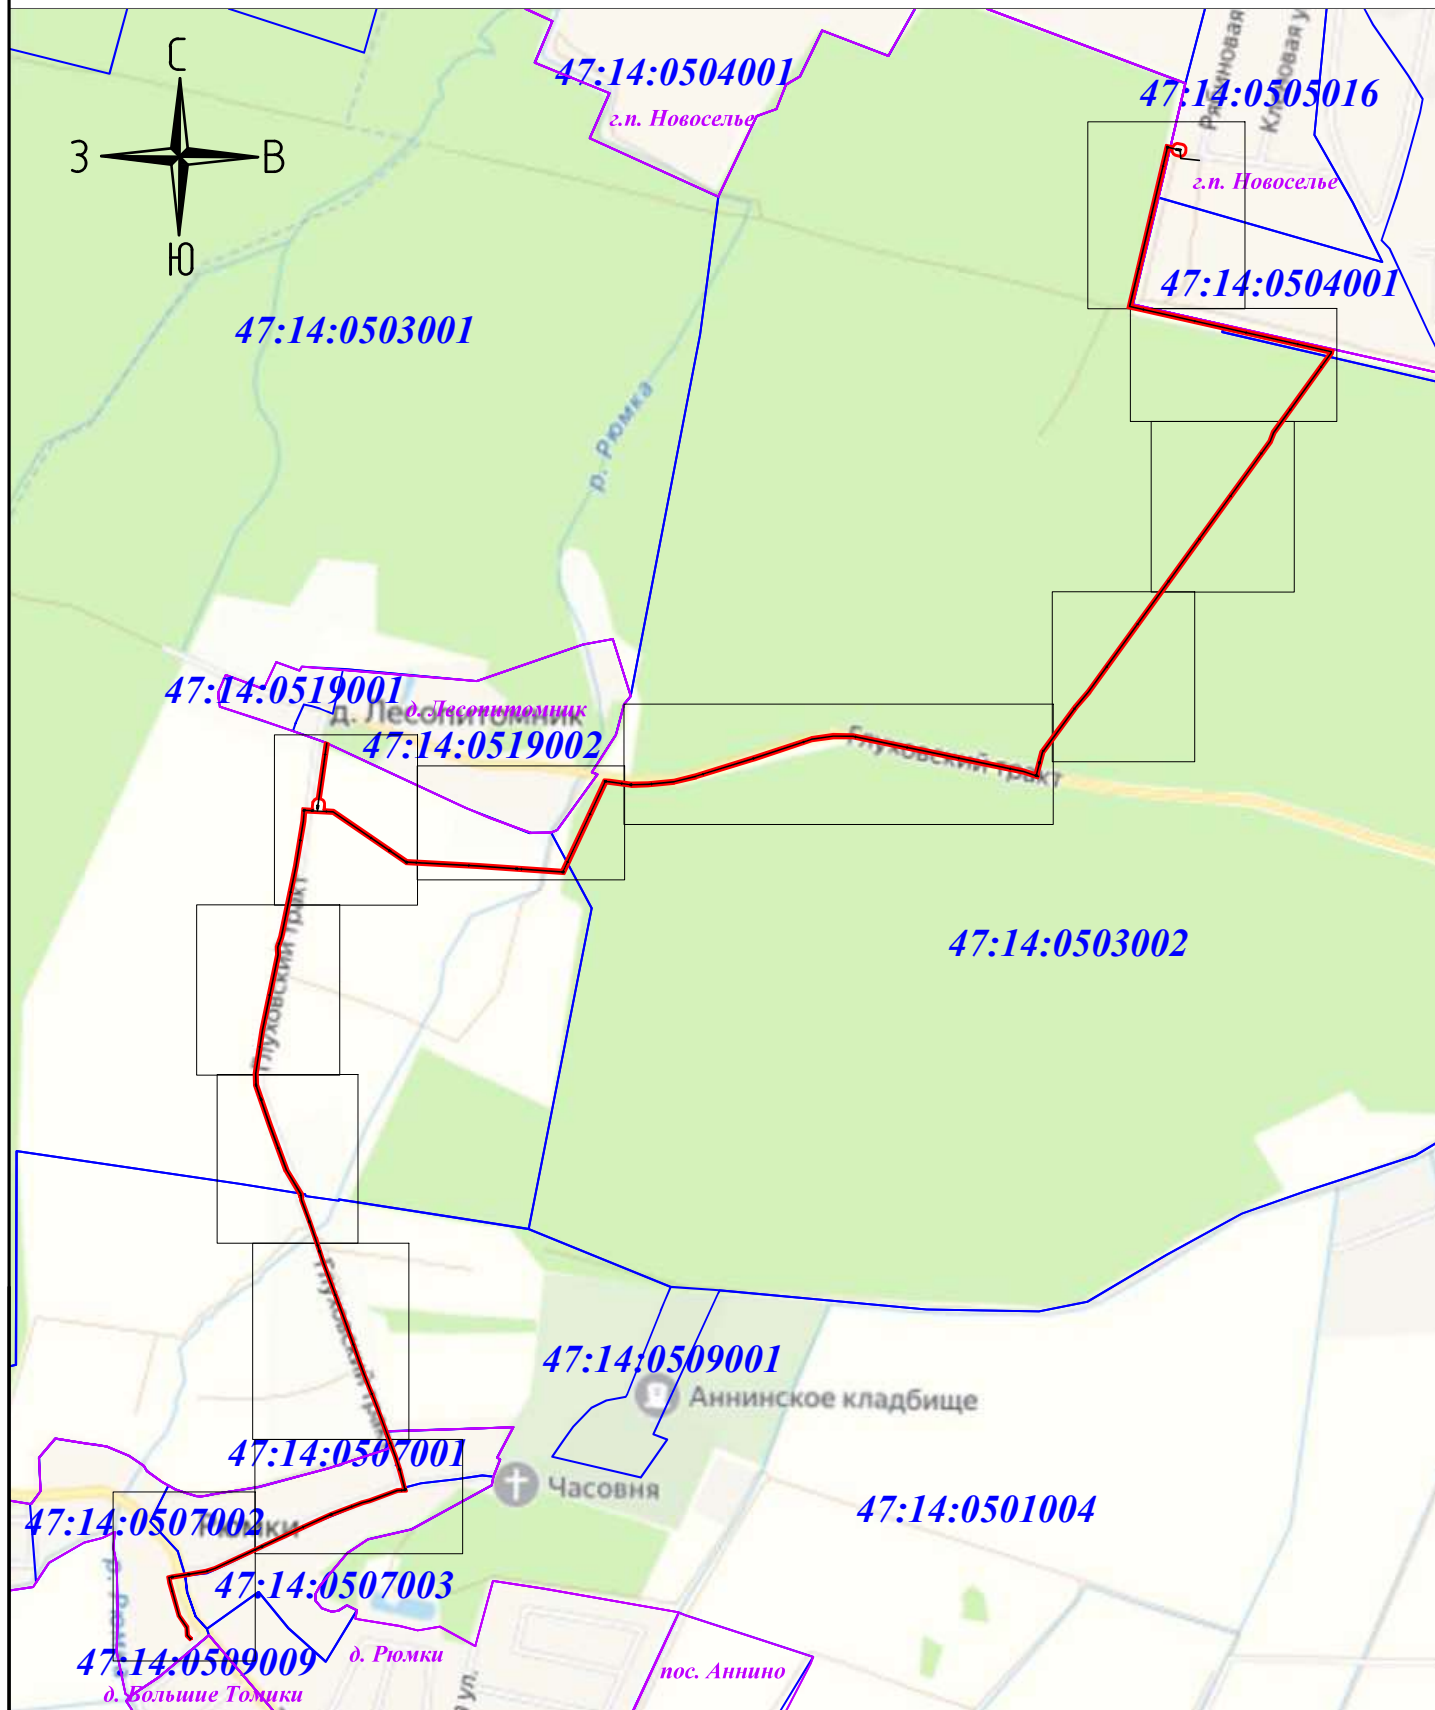 С
З
В
Ю
47:14:0504001
г.п. Новоселье
47:14:0505016
Рябиновая
Кленовая у
г.п. Новоселье
47:14:0504001
47:14:0503001
р. Рюмка
47:14:0519001
д. Лесопитомник
д. Лесопитомник
47:14:0519002
Глуховский тракт
47:14:0503002
Глуховский тракт
Глуховский тракт
47:14:0509001
Аннинское кладбище
47:14:0507001
Часовня
47:14:0501004
47:14:0507002
Рюмки
47:14:0507003
47:14:0509009
д. Рюмки
пос. Аннино
д. Большие Томики
ул.